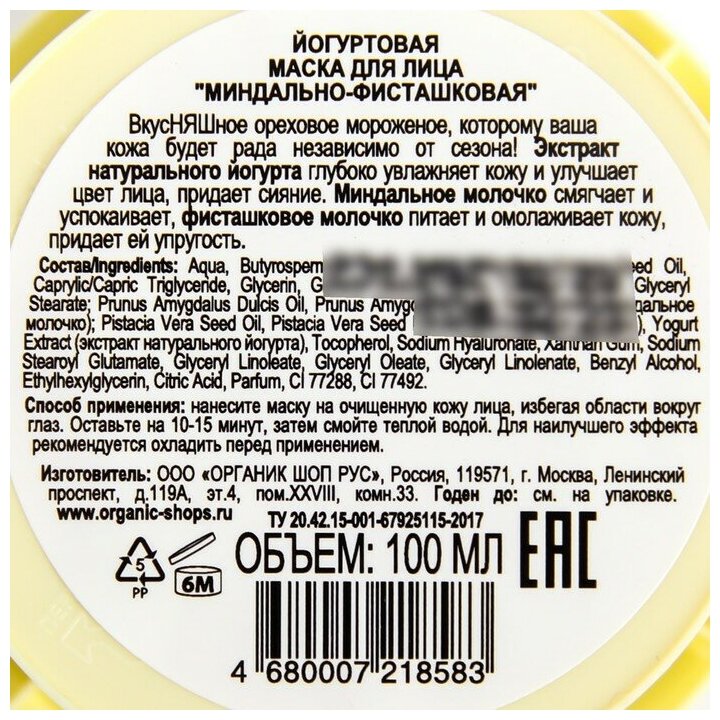 ЙОГУРТОВАЯ
МАСКА ДЛЯ ЛИЦА
"МИНДАЛЬНО-ФИСТАШКОВАЯ"
ВкусНЯШное ореховое мороженое, которому ваша
кожа будет рада независимо от сезона! Экстракт
натурального йогурта глубоко увлажняет кожу и улучшает
цвет лица, придает сияние. Миндальное молочко смягчает и
успокаивает, фисташковое молочко питает и омолаживает кожу,
придает ей упругость.
Состав/Ingredients: Aqua, Oil,
Caprylic/Capric Triglyceride, Glycerin, Glyceryl
Stearate; Prunus Amygdalus Dulcis Oil, Prunus
молочко); Pistacia Vera Seed Oil, Pistacia Vera Seed ), Yogurt
Extract (экстракт натурального йогурта), Tocopherol, Sodium Hyaluronate, Xanthan Gum, Sodium
Stearoyl Glutamate, Glyceryl Linoleate, Glyceryl Oleate, Glyceryl Linolenate, Benzyl Alcohol,
Ethylhexylglycerin, Citric Acid, Parfum, CI 77288, CI 77492.
Способ применения: нанесите маску на очищенную кожу лица, избегая области вокруг
глаз. Оставьте на 10-15 минут, затем смойте теплой водой. Для наилучшего эффекта
рекомендуется охладить перед применением.
Изготовитель: ООО «ОРГАНИК ШОП РУС», Россия, 119571, г. Москва, Ленинский
проспект, д.119А, эт.4, пом.XXVIII, комн.33. Годен до: см. на упаковке.
www.organic-shops.ru ТУ 20.42.15-001-67925115-2017
5
PP
6М
ОБЪЕМ: 100 МЛ
EAC
4 680007 218583